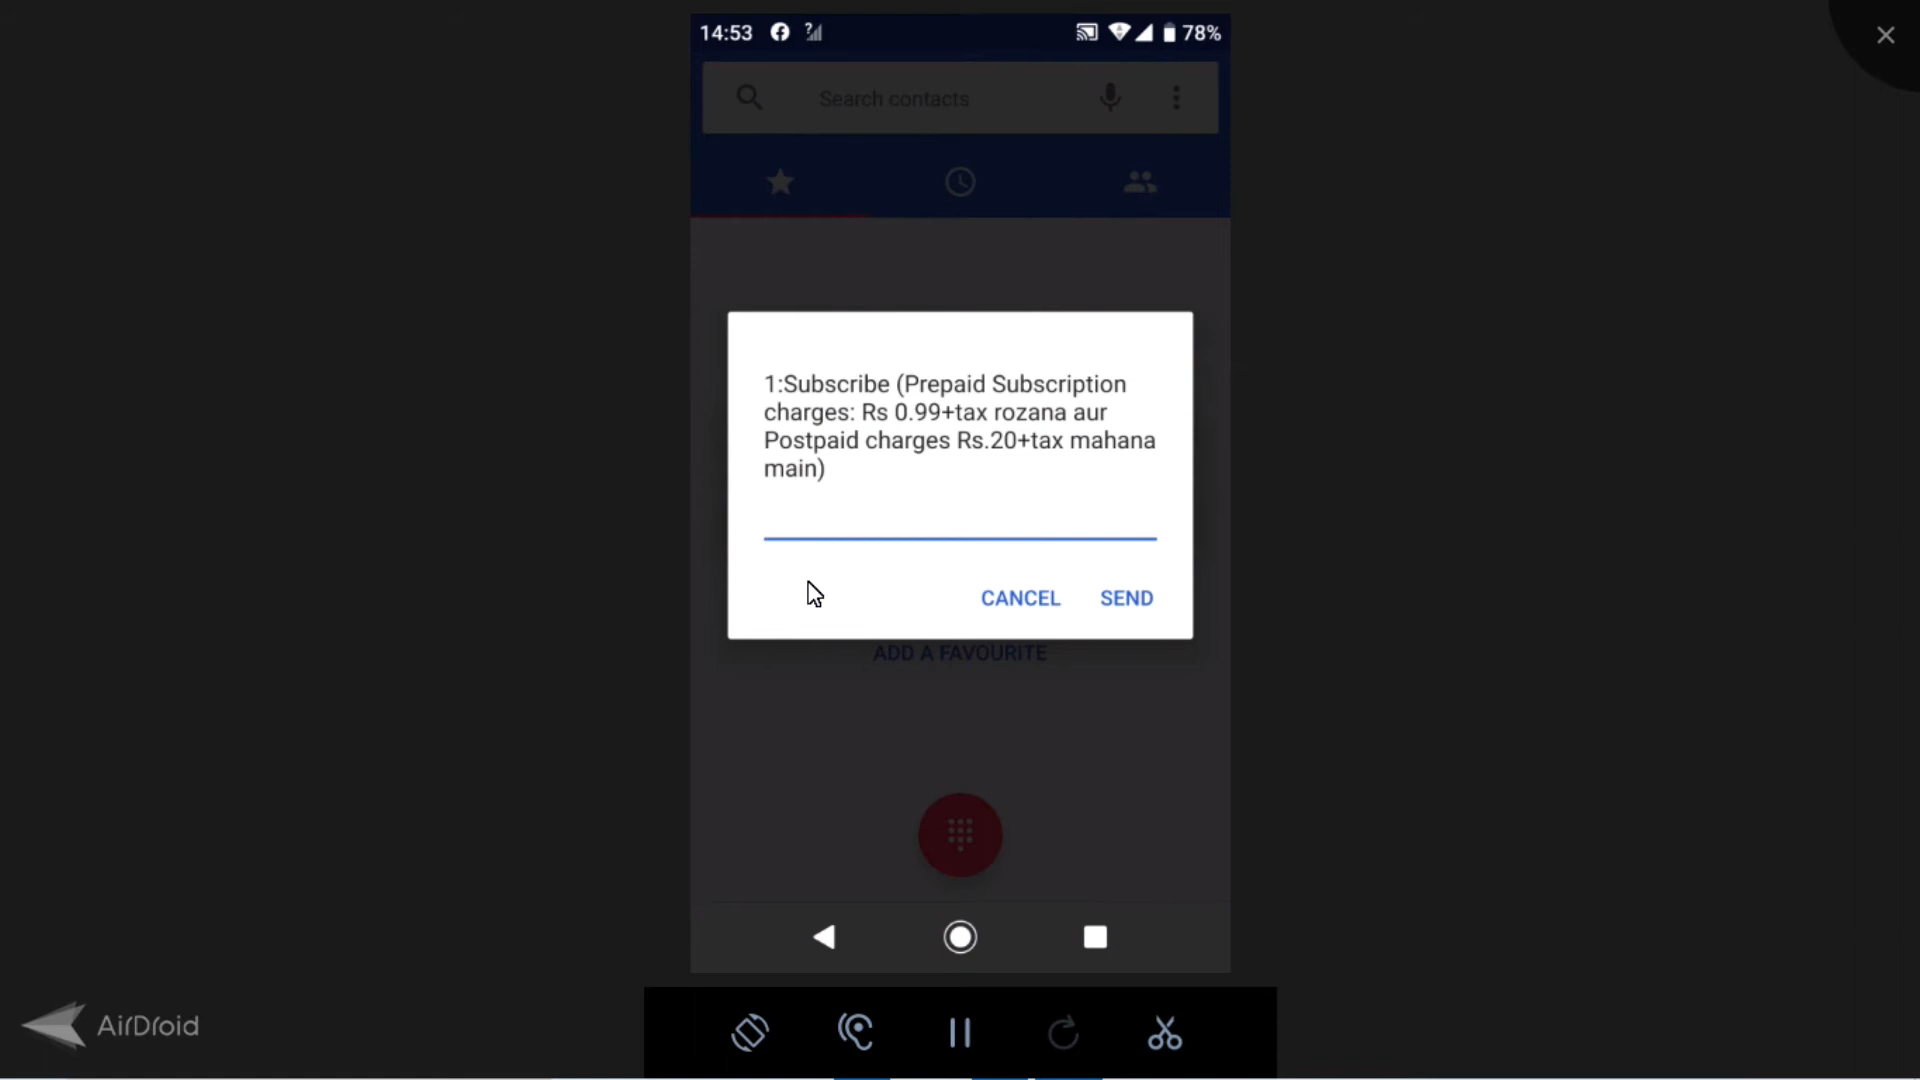 14:53
78%
Search contacts
1:Subscribe (Prepaid Subscription
charges: Rs 0.99+tax rozana aur
Postpaid charges Rs.20+tax mahana
main)
CANCEL SEND
ADD A FAVOURITE
AirDroid